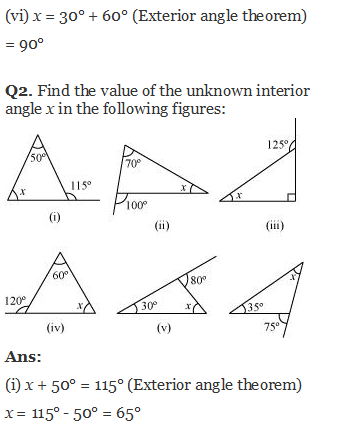 (vi) x = 30° + 60° (Exterior angle theorem)
= 90°
Q2. Find the value of the unknown interior
angle x in the following figures:
50° x 115°
70° x 100°
125° x
(i) (ii) (iii)
60° 120° x
80° 30° x
x 35° 75°
(iv) (v)
Ans:
(i) x + 50° = 115° (Exterior angle theorem)
x = 115° - 50° = 65°